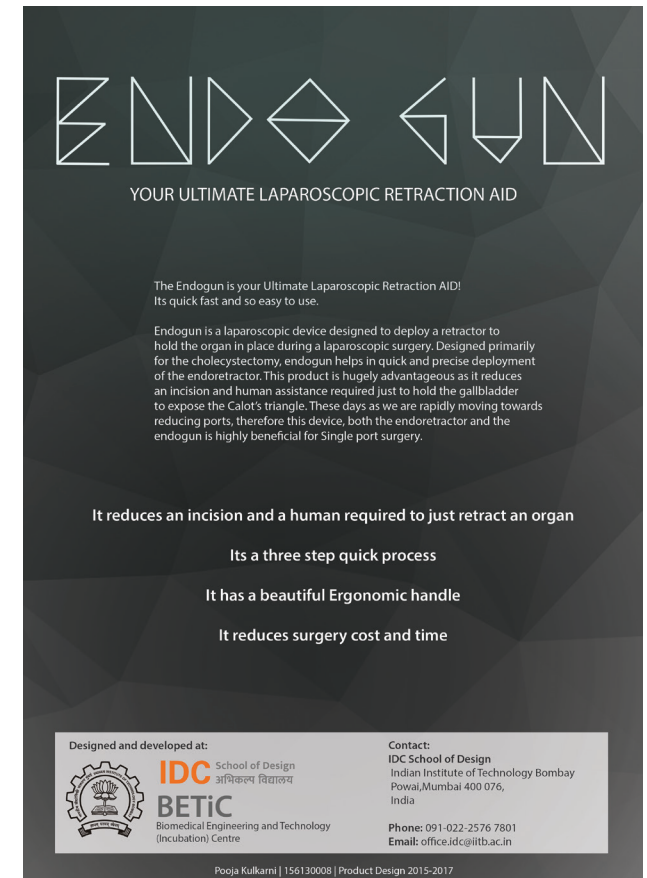 ENDO GUN
YOUR ULTIMATE LAPAROSCOPIC RETRACTION AID
The Endogun is your Ultimate Laparoscopic Retraction AID!
Its quick fast and so easy to use.
Endogun is a laparoscopic device designed to deploy a retractor to
hold the organ in place during a laparoscopic surgery. Designed primarily
for the cholecystectomy, endogun helps in quick and precise deployment
of the endoretractor. This product is hugely advantageous as it reduces
an incision and human assistance required just to hold the gallbladder
to expose the Calot's triangle. These days as we are rapidly moving towards
reducing ports, therefore this device, both the endoretractor and the
endogun is highly beneficial for Single port surgery.
It reduces an incision and a human required to just retract an organ
Its a three step quick process
It has a beautiful Ergonomic handle
It reduces surgery cost and time
Designed and developed at:
IDC School of Design
अभिकल्प विद्यालय
BETiC
Biomedical Engineering and Technology
(Incubation) Centre
Contact:
IDC School of Design
Indian Institute of Technology Bombay
Powai,Mumbai 400 076,
India
Phone: 091-022-2576 7801
Email: office.idc@iitb.ac.in
Pooja Kulkarni | 156130008 | Product Design 2015-2017